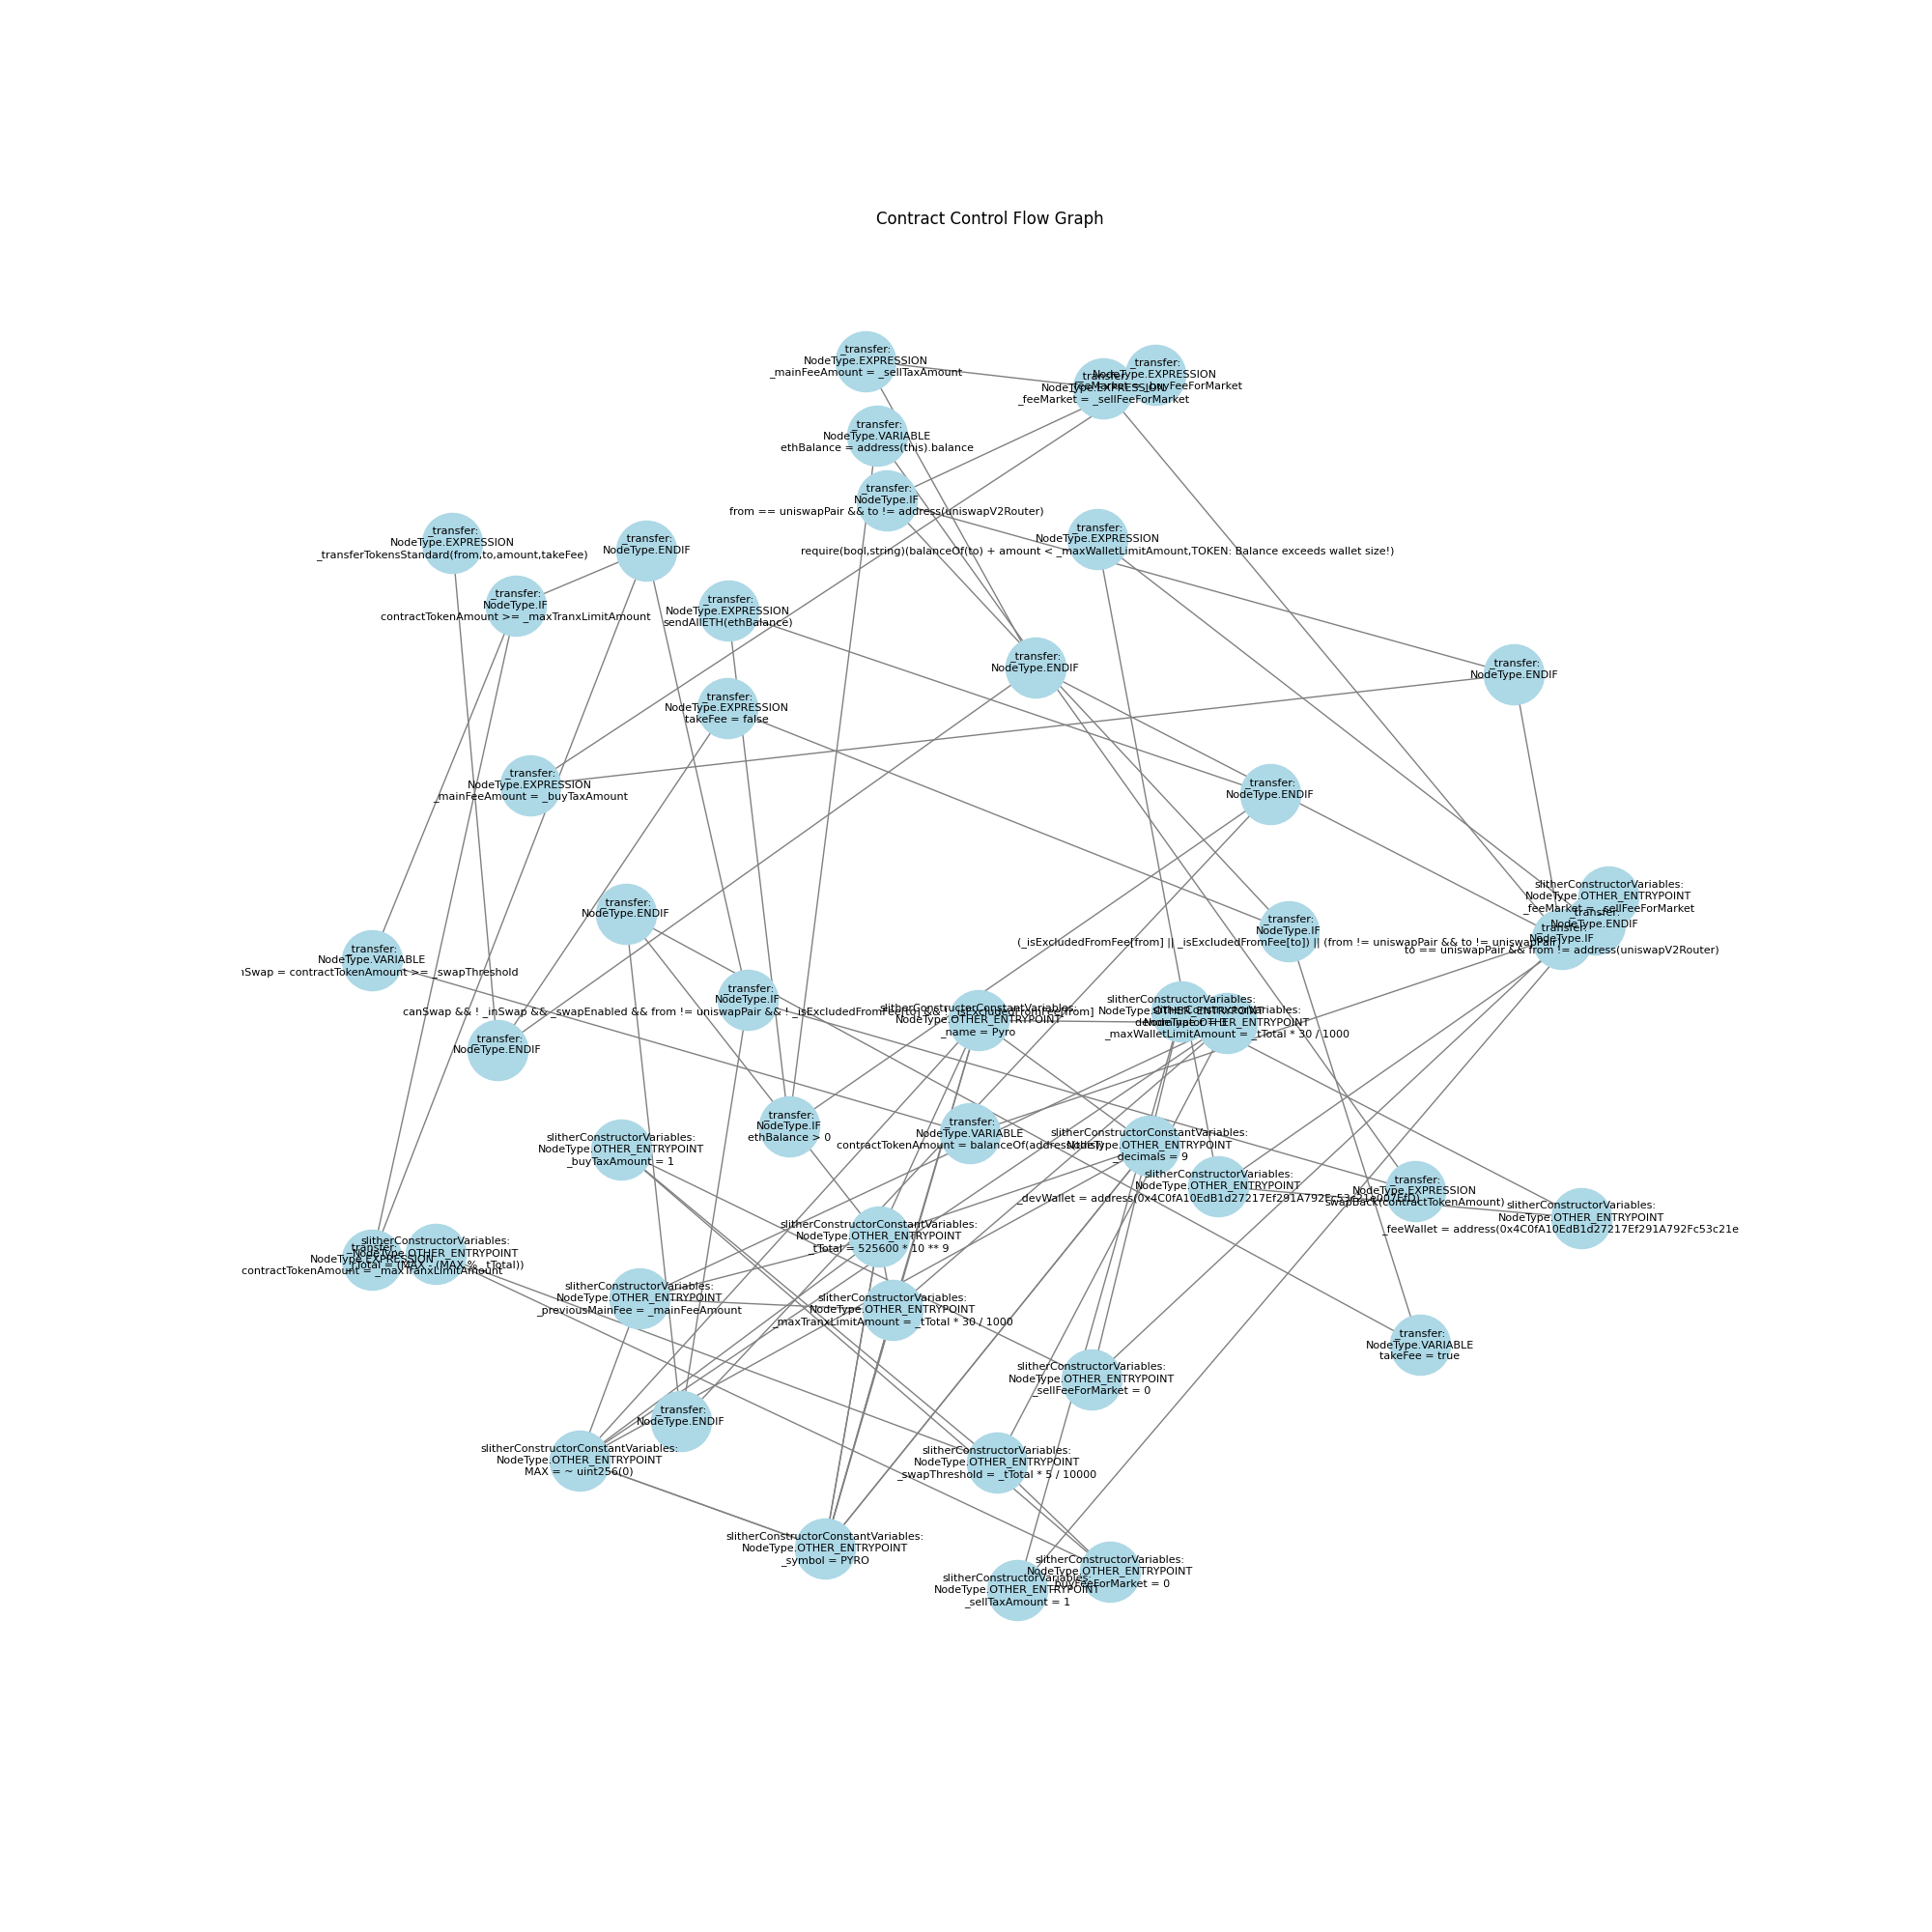 Contract Control Flow Graph
_transfer:
NodeType.EXPRESSION
_mainFeeAmount = _sellTaxAmount
_transfer:
NodeType.EXPRESSION
_feeMarket = _buyFeeForMarket
_transfer:
NodeType.EXPRESSION
_feeMarket = _sellFeeForMarket
_transfer:
NodeType.VARIABLE
ethBalance = address(this).balance
_transfer:
NodeType.IF
from == uniswapPair && to != address(uniswapV2Router)
_transfer:
NodeType.EXPRESSION
require(bool,string)(balanceOf(to) + amount < _maxWalletLimitAmount,TOKEN: Balance exceeds wallet size!)
_transfer:
NodeType.EXPRESSION
_transferTokensStandard(from,to,amount,takeFee)
_transfer:
NodeType.ENDIF
_transfer:
NodeType.IF
contractTokenAmount >= _maxTranxLimitAmount
_transfer:
NodeType.EXPRESSION
sendAllETH(ethBalance)
_transfer:
NodeType.ENDIF
_transfer:
NodeType.ENDIF
_transfer:
NodeType.EXPRESSION
takeFee = false
_transfer:
NodeType.EXPRESSION
_mainFeeAmount = _buyTaxAmount
_transfer:
NodeType.ENDIF
slitherConstructorVariables:
NodeType.OTHER_ENTRYPOINT
_feeMarket = _sellFeeForMarket
_transfer:
NodeType.ENDIF
_transfer:
NodeType.IF
to == uniswapPair && from != address(uniswapV2Router)
_transfer:
NodeType.ENDIF
_transfer:
NodeType.IF
(_isExcludedFromFee[from] || _isExcludedFromFee[to]) || (from != uniswapPair && to != uniswapPair)
_transfer:
NodeType.VARIABLE
nSwap = contractTokenAmount >= _swapThreshold
_transfer:
NodeType.IF
canSwap && ! _inSwap && _swapEnabled && from != uniswapPair && ! _isExcludedFromFee[to] && ! _isExcludedFromFee[from]
slitherConstructorConstantVariables:
NodeType.OTHER_ENTRYPOINT
_name = Pyro
slitherConstructorVariables:
NodeType.OTHER_ENTRYPOINT
slitherConstructorVariables:
NodeType.OTHER_ENTRYPOINT
_maxWalletLimitAmount = _tTotal * 30 / 1000
_transfer:
NodeType.ENDIF
_transfer:
NodeType.IF
ethBalance > 0
_transfer:
NodeType.VARIABLE
contractTokenAmount = balanceOf(address(this))
slitherConstructorConstantVariables:
NodeType.OTHER_ENTRYPOINT
_decimals = 9
slitherConstructorVariables:
NodeType.OTHER_ENTRYPOINT
_buyTaxAmount = 1
slitherConstructorVariables:
NodeType.OTHER_ENTRYPOINT
_transfer:
NodeType.EXPRESSION
swapBack(contractTokenAmount)
slitherConstructorVariables:
NodeType.OTHER_ENTRYPOINT
_feeWallet = address(0x4C0fA10EdB1d27217Ef291A792Fc53c21e
slitherConstructorConstantVariables:
NodeType.OTHER_ENTRYPOINT
_tTotal = 525600 * 10 ** 9
slitherConstructorVariables:
NodeType.OTHER_ENTRYPOINT
_rTotal = (MAX - (MAX % _tTotal))
_transfer:
NodeType.EXPRESSION
contractTokenAmount = _maxTranxLimitAmount
slitherConstructorVariables:
NodeType.OTHER_ENTRYPOINT
_previousMainFee = _mainFeeAmount
slitherConstructorVariables:
NodeType.OTHER_ENTRYPOINT
_maxTranxLimitAmount = _tTotal * 30 / 1000
_transfer:
NodeType.VARIABLE
takeFee = true
slitherConstructorVariables:
NodeType.OTHER_ENTRYPOINT
_sellFeeForMarket = 0
_transfer:
NodeType.ENDIF
slitherConstructorConstantVariables:
NodeType.OTHER_ENTRYPOINT
MAX = ~ uint256(0)
slitherConstructorVariables:
NodeType.OTHER_ENTRYPOINT
_swapThreshold = _tTotal * 5 / 10000
slitherConstructorConstantVariables:
NodeType.OTHER_ENTRYPOINT
_symbol = PYRO
slitherConstructorVariables:
NodeType.OTHER_ENTRYPOINT
_buyFeeForMarket = 0
slitherConstructorVariables:
NodeType.OTHER_ENTRYPOINT
_sellTaxAmount = 1